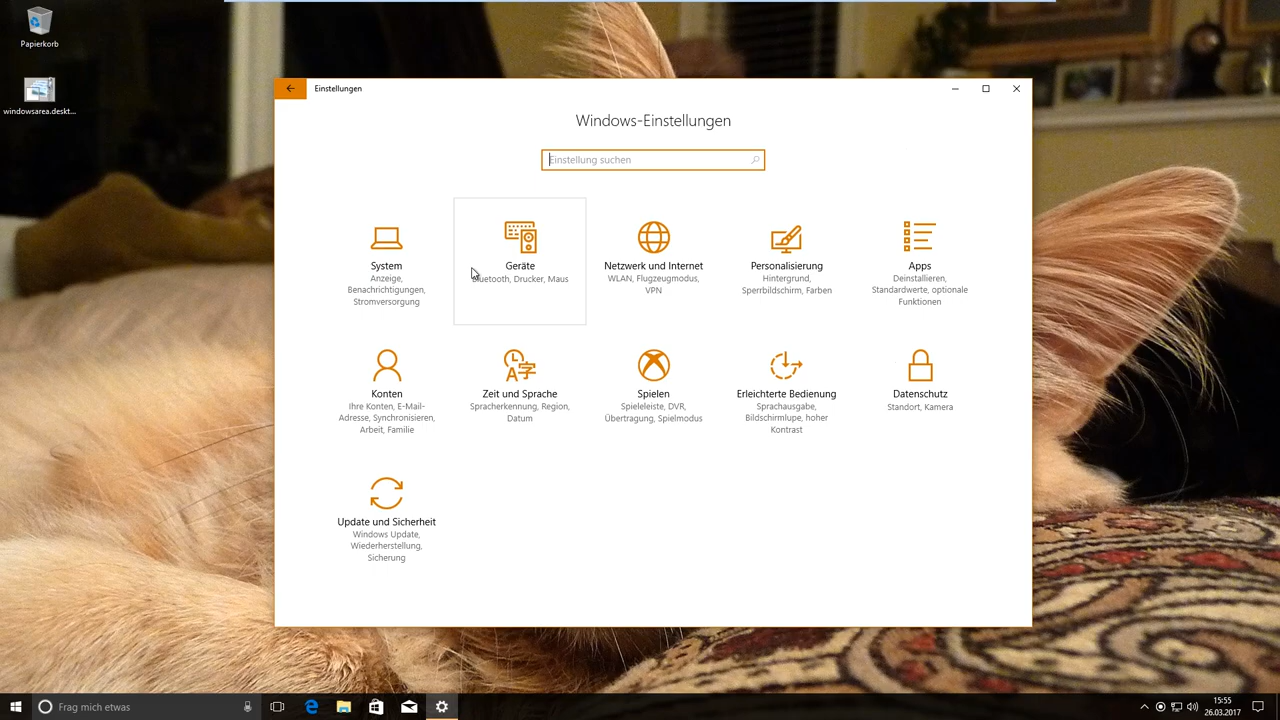 Papierkorb
windowsarea.deskt...
Einstellungen
Windows-Einstellungen
Einstellung suchen
System
Anzeige,
Benachrichtigungen,
Stromversorgung
Geräte
Bluetooth, Drucker, Maus
Netzwerk und Internet
WLAN, Flugzeugmodus,
VPN
Personalisierung
Hintergrund,
Sperrbildschirm, Farben
Apps
Deinstallieren,
Standardwerte, optionale
Funktionen
Konten
Ihre Konten, E-Mail-
Adresse, Synchronisieren,
Arbeit, Familie
Zeit und Sprache
Spracherkennung, Region,
Datum
Spielen
Spieleleiste, DVR,
Übertragung, Spielmodus
Erleichterte Bedienung
Sprachausgabe,
Bildschirmlupe, hoher
Kontrast
Datenschutz
Standort, Kamera
Update und Sicherheit
Windows Update,
Wiederherstellung,
Sicherung
Frag mich etwas
15:55
26.03.2017